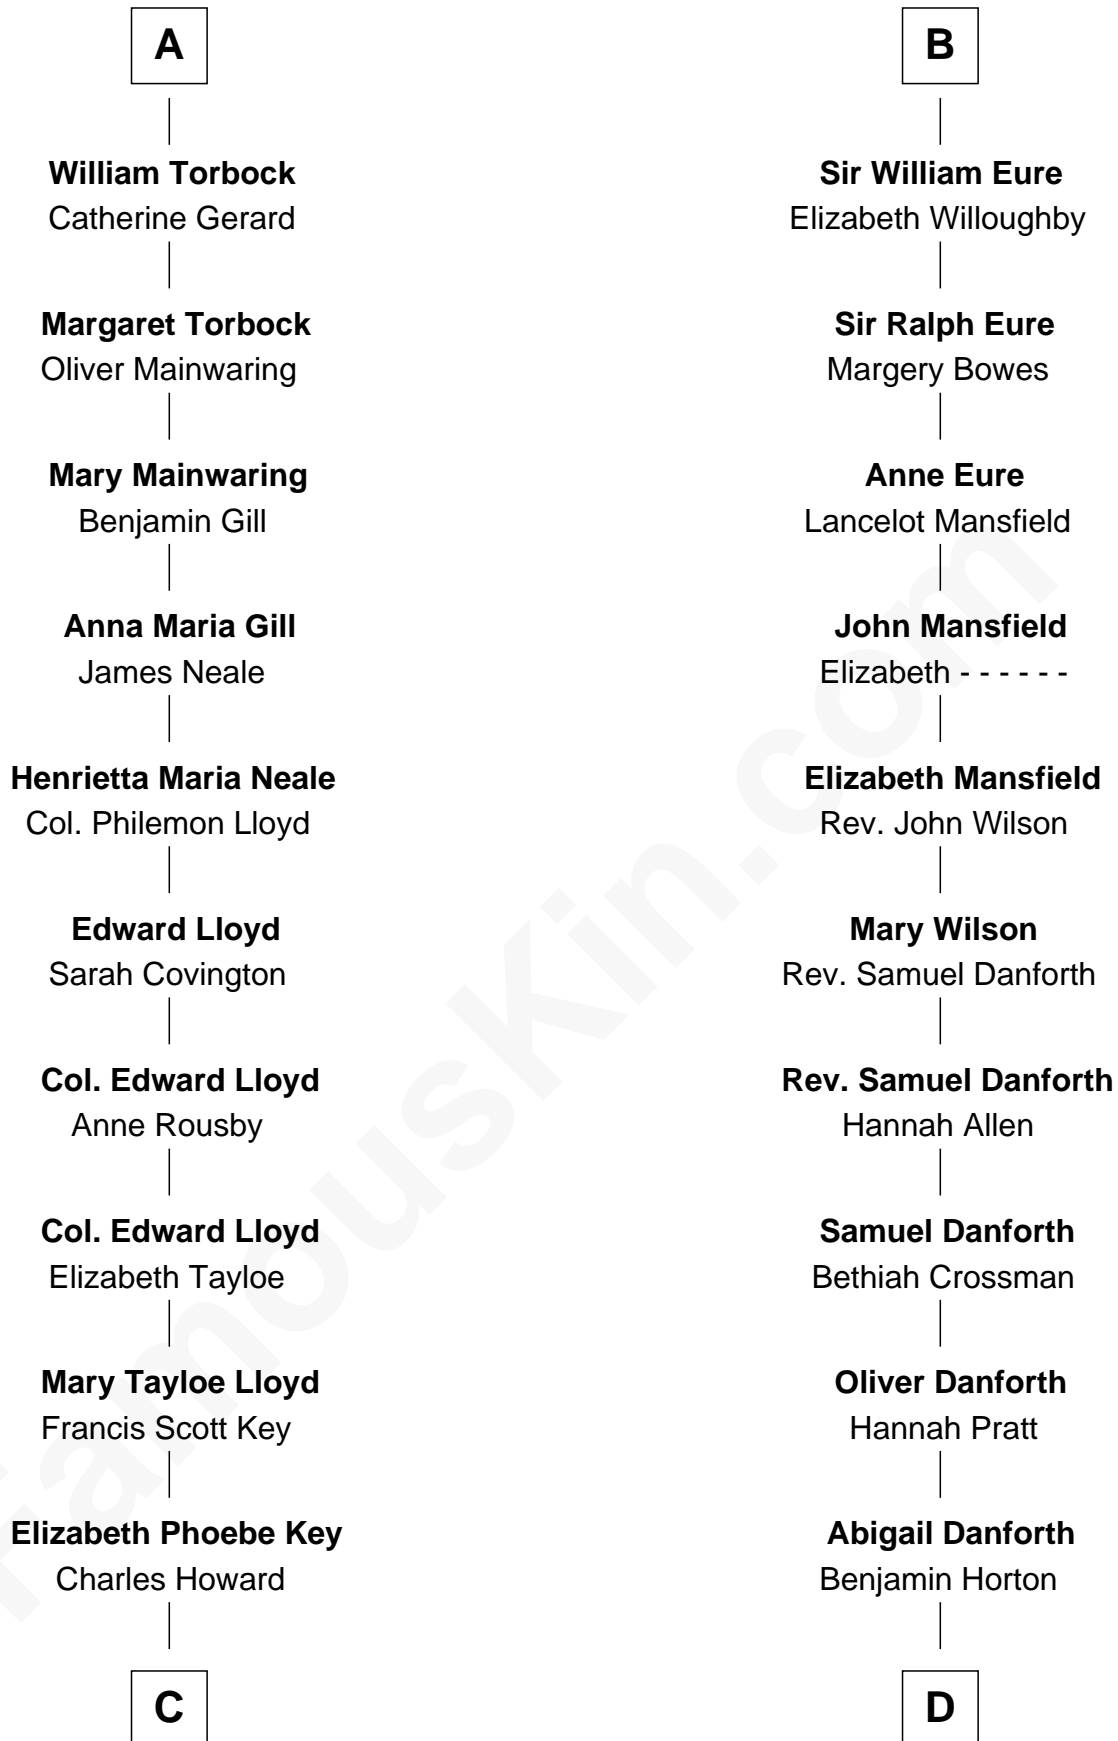 A
William Torbock
Catherine Gerard
Margaret Torbock
Oliver Mainwaring
Mary Mainwaring
Benjamin Gill
Anna Maria Gill
James Neale
Henrietta Maria Neale
Col. Philemon Lloyd
Edward Lloyd
Sarah Covington
Col. Edward Lloyd
Anne Rousby
Col. Edward Lloyd
Elizabeth Tayloe
Mary Tayloe Lloyd
Francis Scott Key
Elizabeth Phoebe Key
Charles Howard
C
B
Sir William Eure
Elizabeth Willoughby
Sir Ralph Eure
Margery Bowes
Anne Eure
Lancelot Mansfield
John Mansfield
Elizabeth - - - - - -
Elizabeth Mansfield
Rev. John Wilson
Mary Wilson
Rev. Samuel Danforth
Rev. Samuel Danforth
Hannah Allen
Samuel Danforth
Bethiah Crossman
Oliver Danforth
Hannah Pratt
Abigail Danforth
Benjamin Horton
D
FamousKin.com